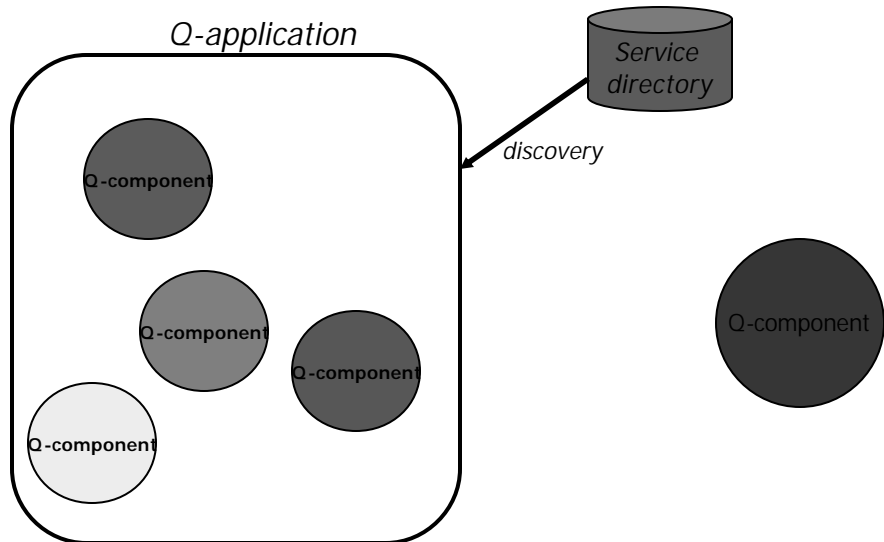 Q-application
Service
directory
discovery
Q-component
Q-component
Q-component
Q-component
Q-component